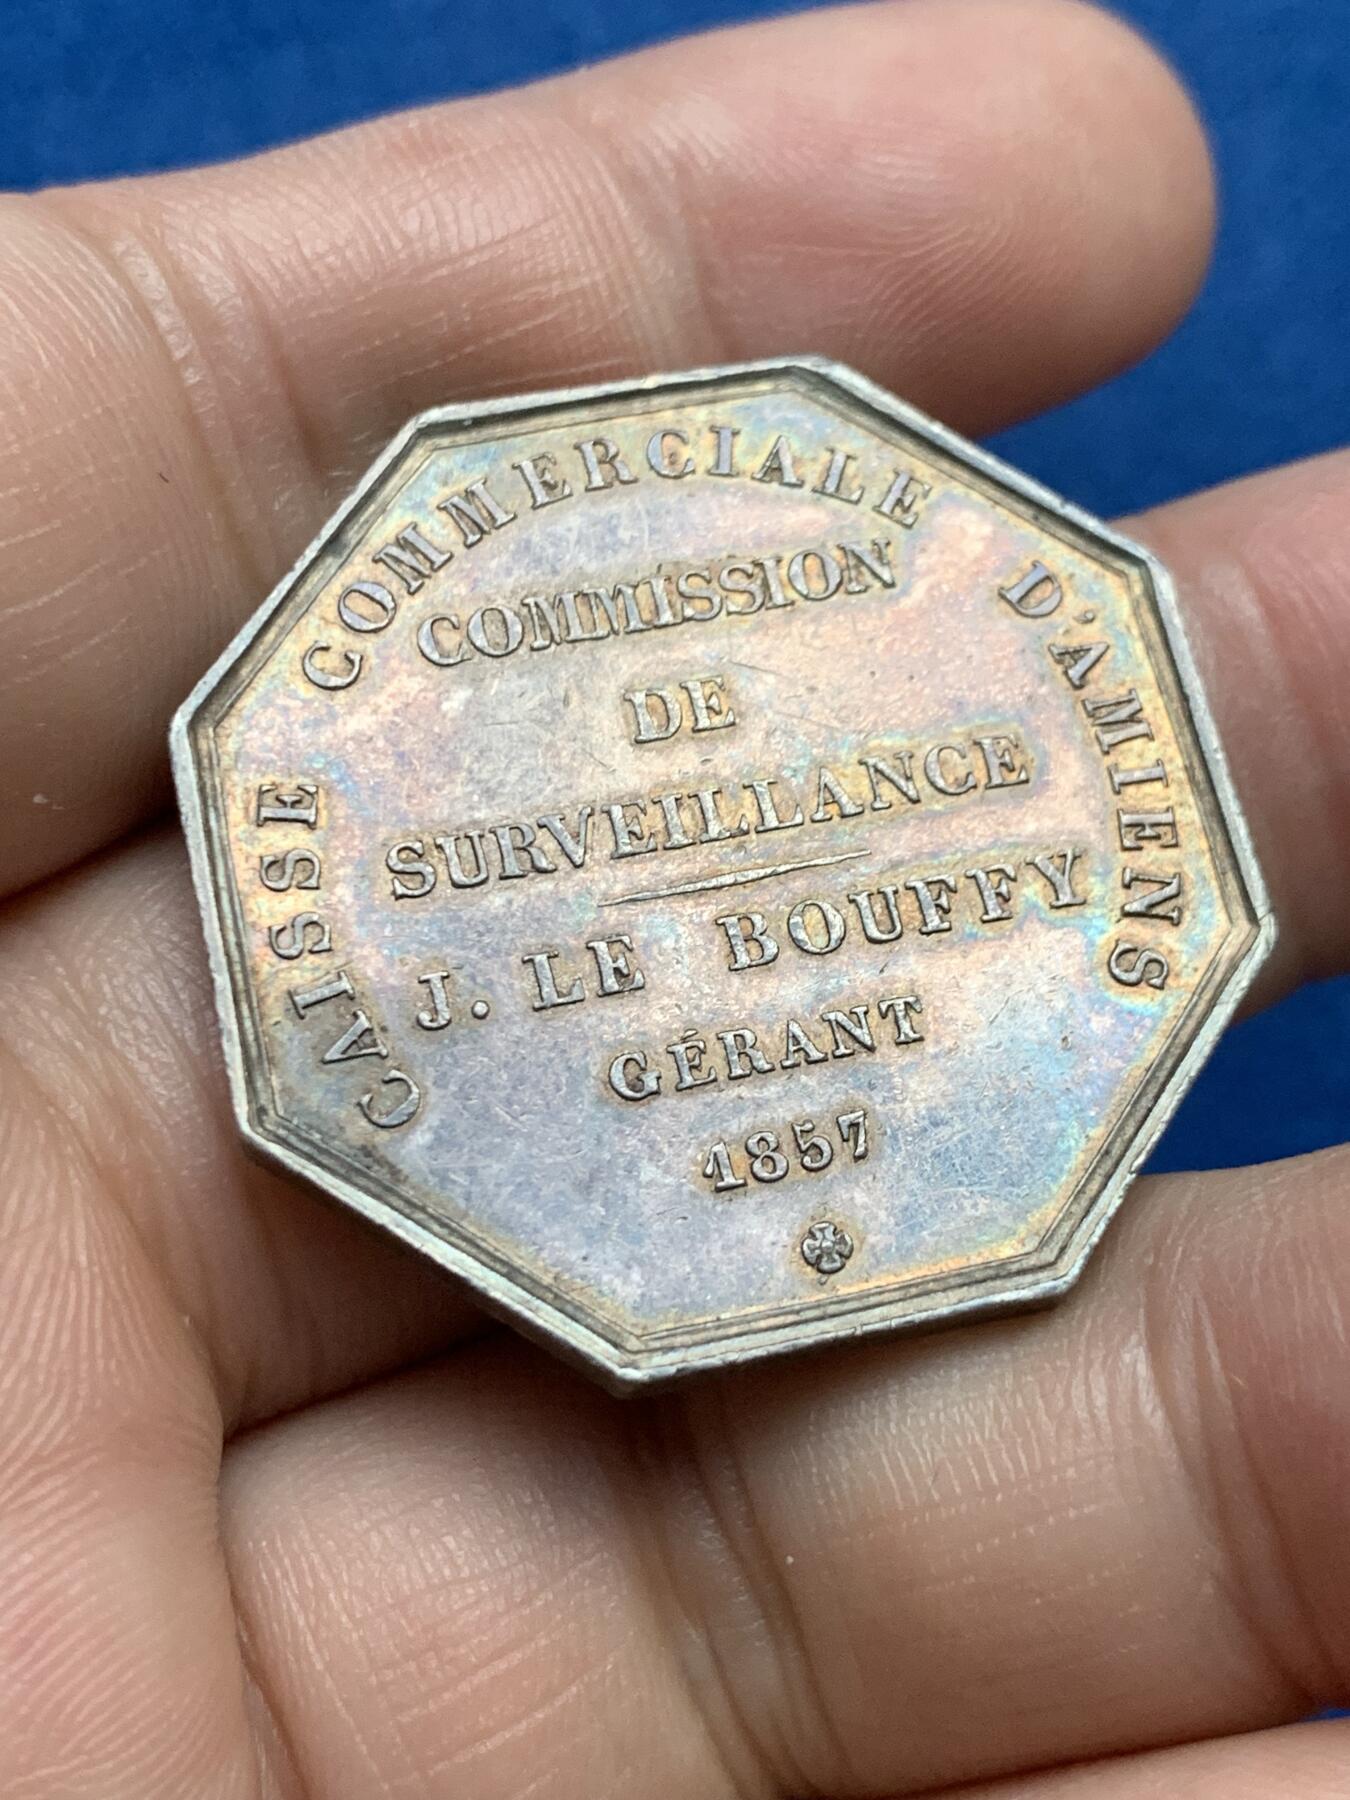 CAISSE COMMERCIALE D'AMIENS
COMMISSION
DE
SURVEILLANCE
J. LE BOUFFY
GÉRANT
1857